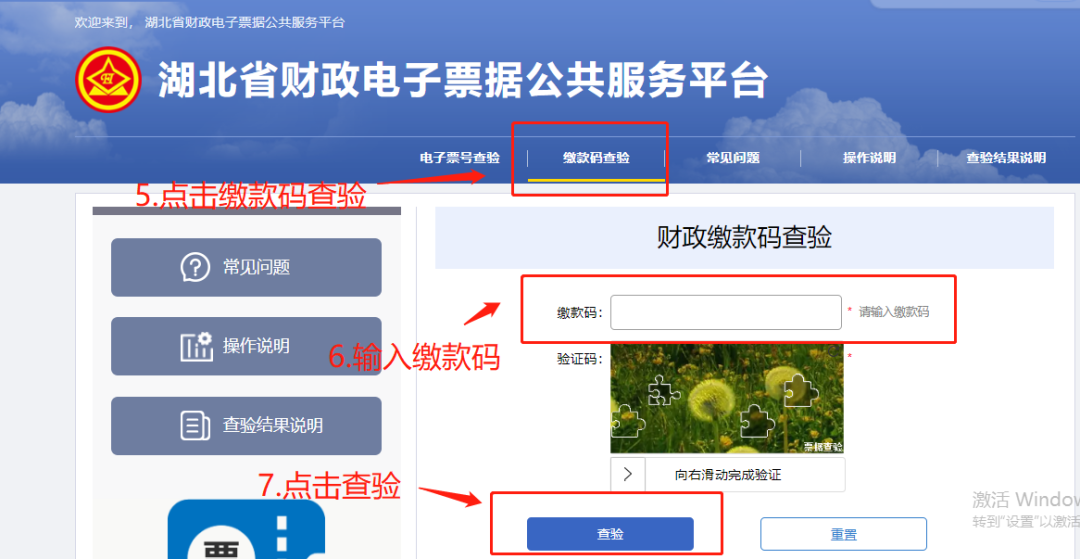 欢迎来到， 湖北省财政电子票据公共服务平台
湖北省财政电子票据公共服务平台
电子票号查验 缴款码查验 常见问题 操作说明 查验结果说明
5.点击缴款码查验
财政缴款码查验
常见问题
缴款码： * 请输入缴款码
操作说明
6.输入缴款码
验证码： *
票据查验
查验结果说明
> 向右滑动完成验证
7.点击查验
查验 重置
激活 Window
转到"设置"以激活
票